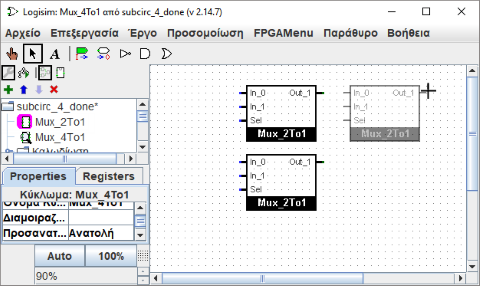 Logisim: Mux_4To1 από subcirc_4_done (v 2.14.7)
Αρχείο Επεξεργασία Έργο Προσομοίωση FPGAMenu Παράθυρο Βοήθεια
A
subcirc_4_done*
Mux_2To1
Mux_4To1
Καλωδίωση
Properties Registers
Κύκλωμα: Mux_4To1
Όνομα Κύ... Mux_4To1
Διαμοιραζ...
Προσανατ... Ανατολή
Auto 100%
90%
In_0 Out_1
In_1
Sel
Mux_2To1
In_0 Out_1
In_1
Sel
Mux_2To1
In_0 Out_1
In_1
Sel
Mux_2To1